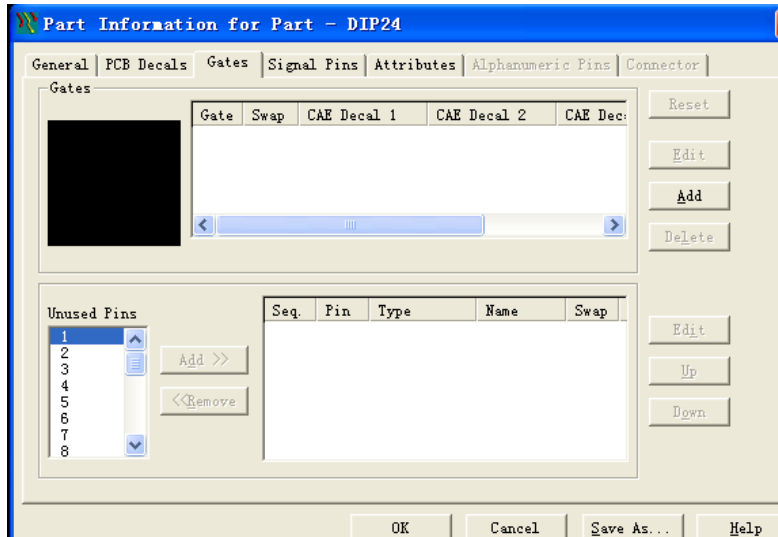 Part Information for Part - DIP24
General PCB Decals Gates Signal Pins Attributes Alphanumeric Pins Connector
Gates
Gate Swap CAE Decal 1 CAE Decal 2 CAE Dec
Reset
Edit
Add
Delete
Unused Pins
1
2
3
4
5
6
7
8
Add >>
<<Remove
Seq. Pin Type Name Swap
Edit
Up
Down
OK Cancel Save As... Help